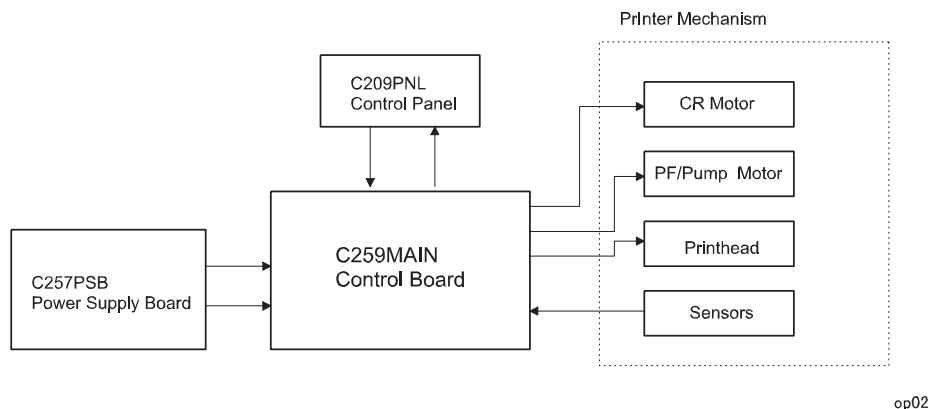 Printer Mechanism
C209PNL
Control Panel
CR Motor
PF/Pump Motor
C259MAIN
Control Board
Printhead
C257PSB
Power Supply Board
Sensors
op02